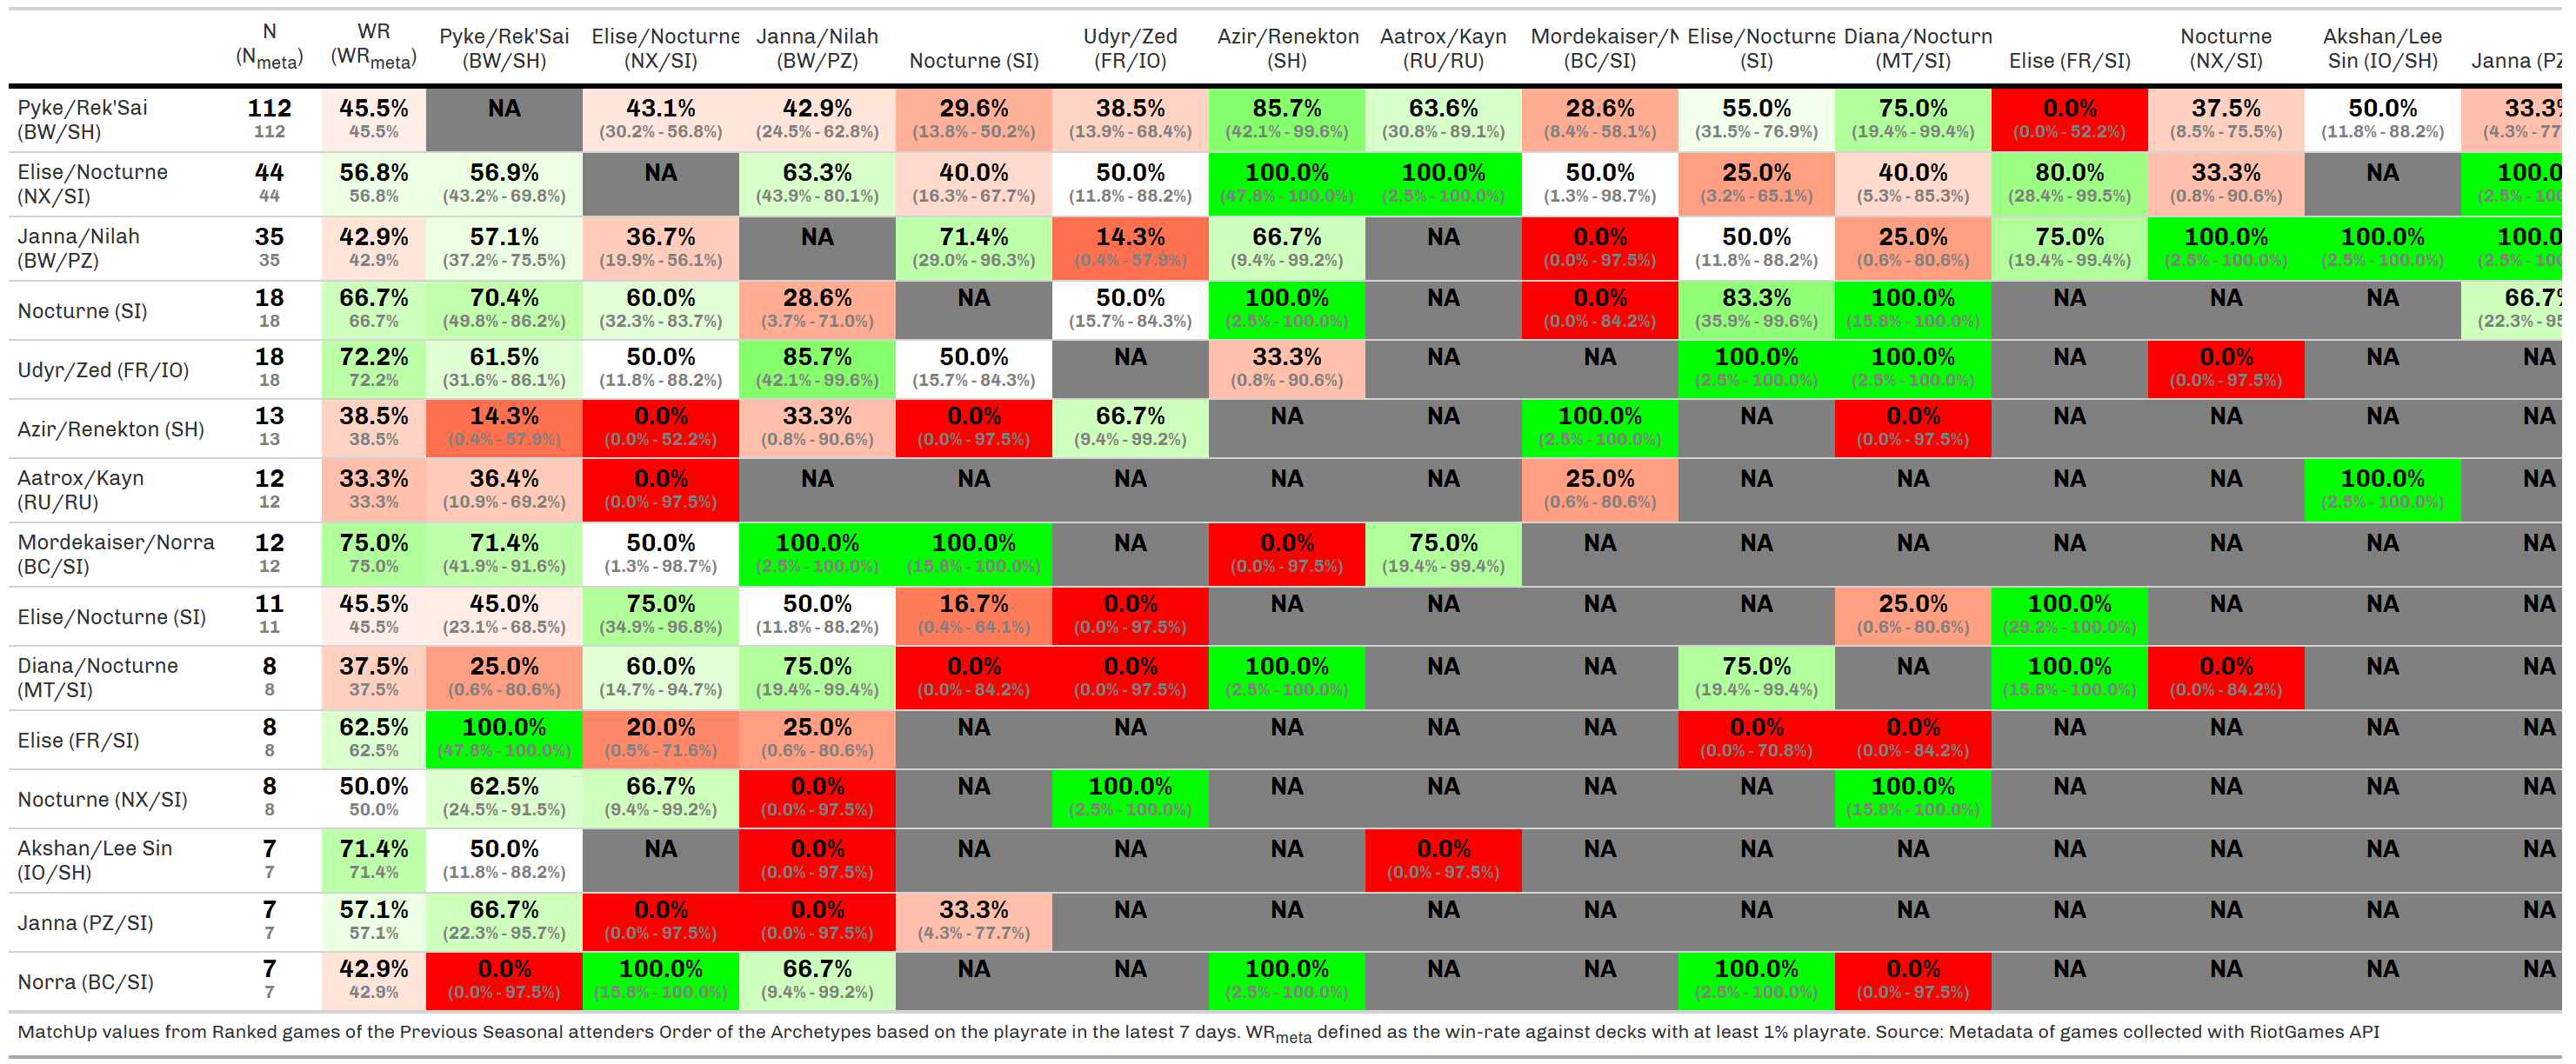 N WR Pyke/Rek'Sai Elise/Nocturne Janna/Nilah Udyr/Zed Azir/Renekton Aatrox/Kayn Mordekaiser/N Elise/Nocturne Diana/Nocturn Nocturne Akshan/Lee
(Nmeta) (WRmeta) (BW/SH) (NX/SI) (BW/PZ) Nocturne (SI) (FR/IO) (SH) (RU/RU) (BC/SI) (SI) (MT/SI) Elise (FR/SI) (NX/SI) Sin (IO/SH) Janna (PZ
Pyke/Rek'Sai 112 45.5% NA 43.1% 42.9% 29.6% 38.5% 85.7% 63.6% 28.6% 55.0% 75.0% 0.0% 37.5% 50.0% 33.3%
(BW/SH) 112 45.5% (30.2% - 56.8%) (24.5% - 62.8%) (13.8% - 50.2%) (13.9% - 68.4%) (42.1% - 99.6%) (30.8% - 89.1%) (8.4% - 58.1%) (31.5% - 76.9%) (19.4% - 99.4%) (0.0% - 52.2%) (8.5% - 75.5%) (11.8% - 88.2%) (4.3% - 77
Elise/Nocturne 44 56.8% 56.9% NA 63.3% 40.0% 50.0% 100.0% 100.0% 50.0% 25.0% 40.0% 80.0% 33.3% NA 100.0
(NX/SI) 44 56.8% (43.2% - 69.8%) (43.9% - 80.1%) (16.3% - 67.7%) (11.8% - 88.2%) (47.8% - 100.0%) (2.5% - 100.0%) (1.3% - 98.7%) (3.2% - 65.1%) (5.3% - 85.3%) (28.4% - 99.5%) (0.8% - 90.6%) (2.5% - 100
Janna/Nilah 35 42.9% 57.1% 36.7% NA 71.4% 14.3% 66.7% NA 0.0% 50.0% 25.0% 75.0% 100.0% 100.0% 100.0
(BW/PZ) 35 42.9% (37.2% - 75.5%) (19.9% - 56.1%) (29.0% - 96.3%) (0.4% - 57.9%) (9.4% - 99.2%) (0.0% - 97.5%) (11.8% - 88.2%) (0.6% - 80.6%) (19.4% - 99.4%) (2.5% - 100.0%) (2.5% - 100.0%) (2.5% - 100
Nocturne (SI) 18 66.7% 70.4% 60.0% 28.6% NA 50.0% 100.0% NA 0.0% 83.3% 100.0% NA NA NA 66.7%
18 66.7% (49.8% - 86.2%) (32.3% - 83.7%) (3.7% - 71.0%) (15.7% - 84.3%) (2.5% - 100.0%) (0.0% - 84.2%) (35.9% - 99.6%) (15.8% - 100.0%) (22.3% - 95
Udyr/Zed (FR/IO) 18 72.2% 61.5% 50.0% 85.7% 50.0% NA 33.3% NA NA 100.0% 100.0% NA 0.0% NA NA
18 72.2% (31.6% - 86.1%) (11.8% - 88.2%) (42.1% - 99.6%) (15.7% - 84.3%) (0.8% - 90.6%) (2.5% - 100.0%) (2.5% - 100.0%) (0.0% - 97.5%)
Azir/Renekton (SH) 13 38.5% 14.3% 0.0% 33.3% 0.0% 66.7% NA NA 100.0% NA 0.0% NA NA NA NA
13 38.5% (0.4% - 57.9%) (0.0% - 52.2%) (0.8% - 90.6%) (0.0% - 97.5%) (9.4% - 99.2%) (2.5% - 100.0%) (0.0% - 97.5%)
Aatrox/Kayn 12 33.3% 36.4% 0.0% NA NA NA NA NA 25.0% NA NA NA NA 100.0% NA
(RU/RU) 12 33.3% (10.9% - 69.2%) (0.0% - 97.5%) (0.6% - 80.6%) (2.5% - 100.0%)
Mordekaiser/Norra 12 75.0% 71.4% 50.0% 100.0% 100.0% NA 0.0% 75.0% NA NA NA NA NA NA NA
(BC/SI) 12 75.0% (41.9% - 91.6%) (1.3% - 98.7%) (2.5% - 100.0%) (15.8% - 100.0%) (0.0% - 97.5%) (19.4% - 99.4%)
Elise/Nocturne (SI) 11 45.5% 45.0% 75.0% 50.0% 16.7% 0.0% NA NA NA NA 25.0% 100.0% NA NA NA
11 45.5% (23.1% - 68.5%) (34.9% - 96.8%) (11.8% - 88.2%) (0.4% - 64.1%) (0.0% - 97.5%) (0.6% - 80.6%) (29.2% - 100.0%)
Diana/Nocturne 8 37.5% 25.0% 60.0% 75.0% 0.0% 0.0% 100.0% NA NA 75.0% NA 100.0% 0.0% NA NA
(MT/SI) 8 37.5% (0.6% - 80.6%) (14.7% - 94.7%) (19.4% - 99.4%) (0.0% - 84.2%) (0.0% - 97.5%) (2.5% - 100.0%) (19.4% - 99.4%) (15.8% - 100.0%) (0.0% - 84.2%)
Elise (FR/SI) 8 62.5% 100.0% 20.0% 25.0% NA NA NA NA NA 0.0% 0.0% NA NA NA NA
8 62.5% (47.8% - 100.0%) (0.5% - 71.6%) (0.6% - 80.6%) (0.0% - 70.8%) (0.0% - 84.2%)
Nocturne (NX/SI) 8 50.0% 62.5% 66.7% 0.0% NA 100.0% NA NA NA NA 100.0% NA NA NA NA
8 50.0% (24.5% - 91.5%) (9.4% - 99.2%) (0.0% - 97.5%) (2.5% - 100.0%) (15.8% - 100.0%)
Akshan/Lee Sin 7 71.4% 50.0% NA 0.0% NA NA NA 0.0% NA NA NA NA NA NA NA
(IO/SH) 7 71.4% (11.8% - 88.2%) (0.0% - 97.5%) (0.0% - 97.5%)
Janna (PZ/SI) 7 57.1% 66.7% 0.0% 0.0% 33.3% NA NA NA NA NA NA NA NA NA NA
7 57.1% (22.3% - 95.7%) (0.0% - 97.5%) (0.0% - 97.5%) (4.3% - 77.7%)
Norra (BC/SI) 7 42.9% 0.0% 100.0% 66.7% NA NA 100.0% NA NA 100.0% 0.0% NA NA NA NA
7 42.9% (0.0% - 97.5%) (15.8% - 100.0%) (9.4% - 99.2%) (2.5% - 100.0%) (2.5% - 100.0%) (0.0% - 97.5%)
MatchUp values from Ranked games of the Previous Seasonal attenders Order of the Archetypes based on the playrate in the latest 7 days. WRmeta defined as the win-rate against decks with at least 1% playrate. Source: Metadata of games collected with RiotGames API